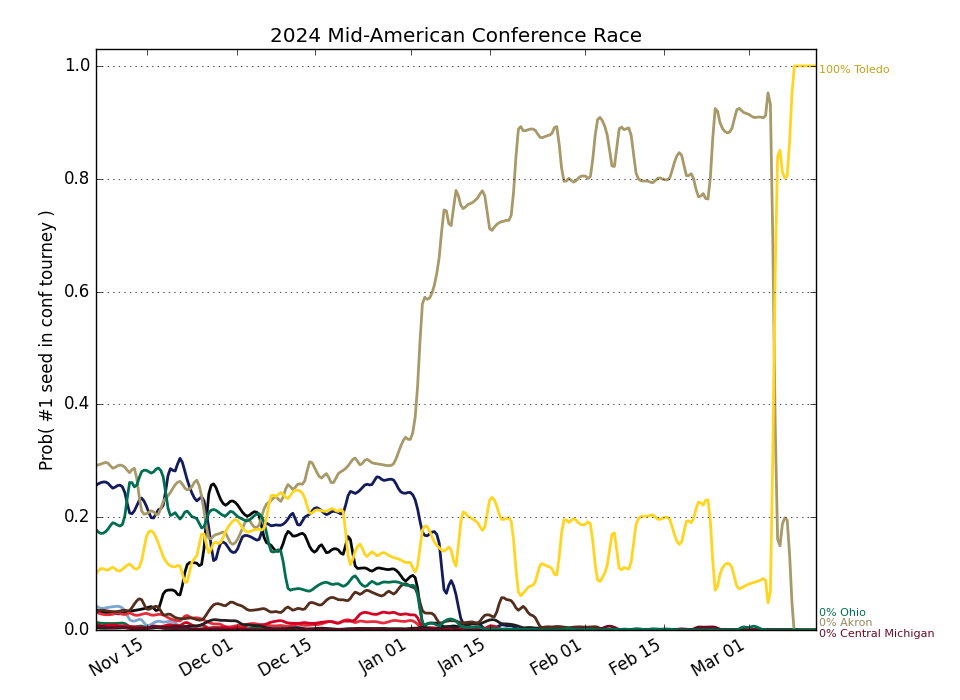 2024 Mid-American Conference Race
Prob( #1 seed in conf tourney )
1.0
0.8
0.6
0.4
0.2
0.0
Nov 15
Dec 01
Dec 15
Jan 01
Jan 15
Feb 01
Feb 15
Mar 01
100% Toledo
0% Ohio
0% Akron
0% Central Michigan